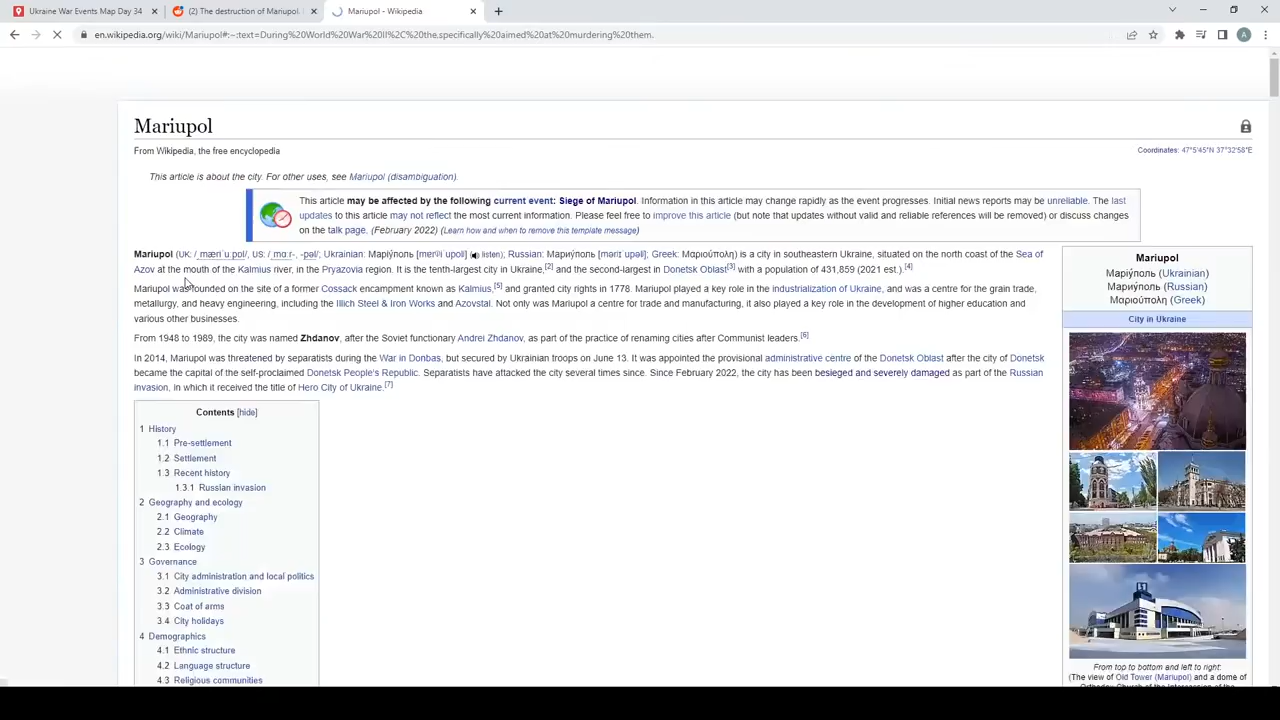 Ukraine War Events Map Day 34
(2) The destruction of Mariupol.
Mariupol - Wikipedia
en.wikipedia.org/wiki/Mariupol#:~:text=During%20World%20War%20II%2C%20the,specifically%20aimed%20at%20murdering%20them.
A
Mariupol
From Wikipedia, the free encyclopedia
Coordinates: 47°5′45″N 37°32′58″E
This article is about the city. For other uses, see Mariupol (disambiguation).
This article may be affected by the following current event: Siege of Mariupol. Information in this article may change rapidly as the event progresses. Initial news reports may be unreliable. The last
updates to this article may not reflect the most current information. Please feel free to improve this article (but note that updates without valid and reliable references will be removed) or discuss changes
on the talk page. (February 2022) (Learn how and when to remove this template message)
Mariupol (UK: US: Ukrainian: Маріу́поль listen); Russian: Мариу́поль Greek: Μαριούπολη) is a city in southeastern Ukraine, situated on the north coast of the Sea of
Azov at the mouth of the Kalmius river, in the Pryazovia region. It is the tenth-largest city in Ukraine,[2] and the second-largest in Donetsk Oblast[3] with a population of 431,859 (2021 est.).[4]
Mariupol was founded on the site of a former Cossack encampment known as Kalmius,[5] and granted city rights in 1778. Mariupol played a key role in the industrialization of Ukraine, and was a centre for the grain trade,
metallurgy, and heavy engineering, including the Illich Steel & Iron Works and Azovstal. Not only was Mariupol a centre for trade and manufacturing, it also played a key role in the development of higher education and
various other businesses.
From 1948 to 1989, the city was named Zhdanov, after the Soviet functionary Andrei Zhdanov, as part of the practice of renaming cities after Communist leaders.[6]
In 2014, Mariupol was threatened by separatists during the War in Donbas, but secured by Ukrainian troops on June 13. It was appointed the provisional administrative centre of the Donetsk Oblast after the city of Donetsk
became the capital of the self-proclaimed Donetsk People's Republic. Separatists have attacked the city several times since. Since February 2022, the city has been besieged and severely damaged as part of the Russian
invasion, in which it received the title of Hero City of Ukraine.[7]
Contents [hide]
1 History
1.1 Pre-settlement
1.2 Settlement
1.3 Recent history
1.3.1 Russian invasion
2 Geography and ecology
2.1 Geography
2.2 Climate
2.3 Ecology
3 Governance
3.1 City administration and local politics
3.2 Administrative division
3.3 Coat of arms
3.4 City holidays
4 Demographics
4.1 Ethnic structure
4.2 Language structure
4.3 Religious communities
Mariupol
Маріу́поль (Ukrainian)
Мариу́поль (Russian)
Μαριούπολη (Greek)
City in Ukraine
From top to bottom and left to right:
(The view of Old Tower (Mariupol) and a dome of